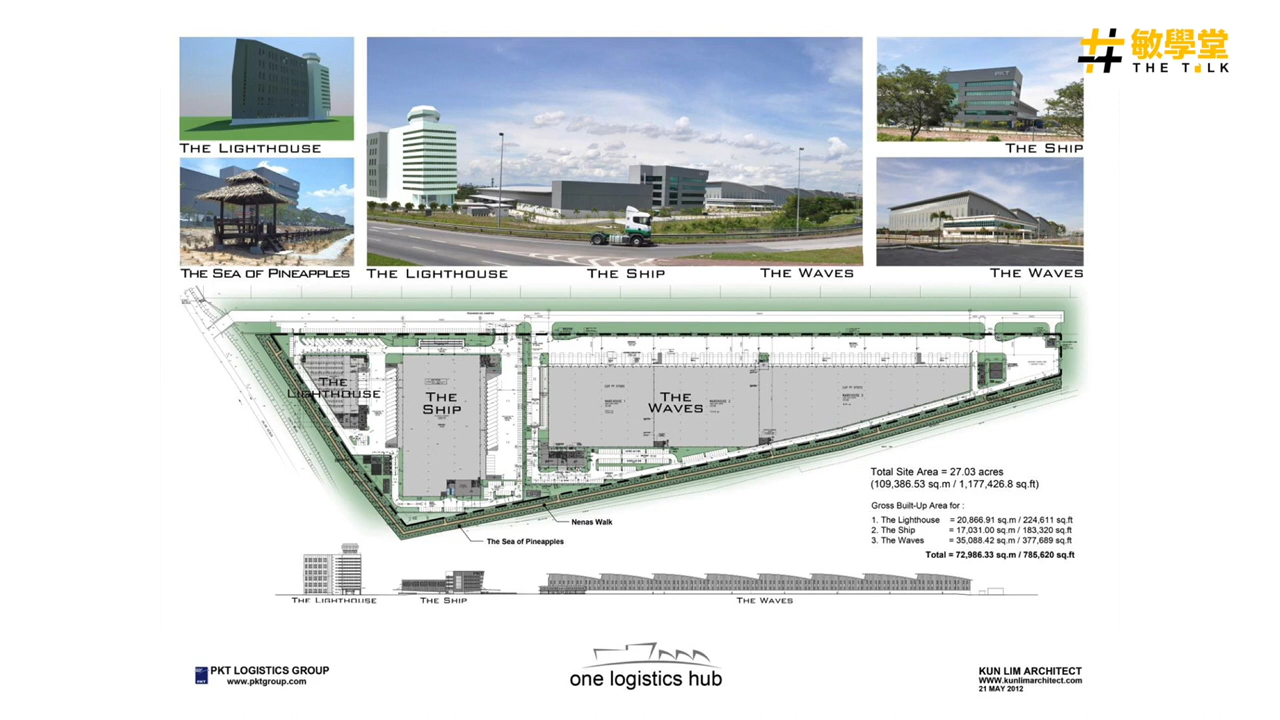 敏學堂
THE TALK
THE LIGHTHOUSE
PKT
THE SHIP
THE SEA OF PINEAPPLES
THE LIGHTHOUSE
THE SHIP
THE WAVES
THE WAVES
THE
LIGHTHOUSE
THE
SHIP
THE
WAVES
Total Site Area = 27.03 acres
(109,386.53 sq.m / 1,177,426.8 sq.ft)
Gross Built-Up Area for :
1. The Lighthouse = 20,866.91 sq.m / 224,611 sq.ft
2. The Ship = 17,031.00 sq.m / 183,320 sq.ft
3. The Waves = 35,088.42 sq.m / 377,689 sq.ft
Total = 72,986.33 sq.m / 785,620 sq.ft
Nenas Walk
The Sea of Pineapples
THE LIGHTHOUSE
THE SHIP
THE WAVES
PKT LOGISTICS GROUP
www.pktgroup.com
one logistics hub
KUN LIM ARCHITECT
WWW.kunlimarchitect.com
21 MAY 2012